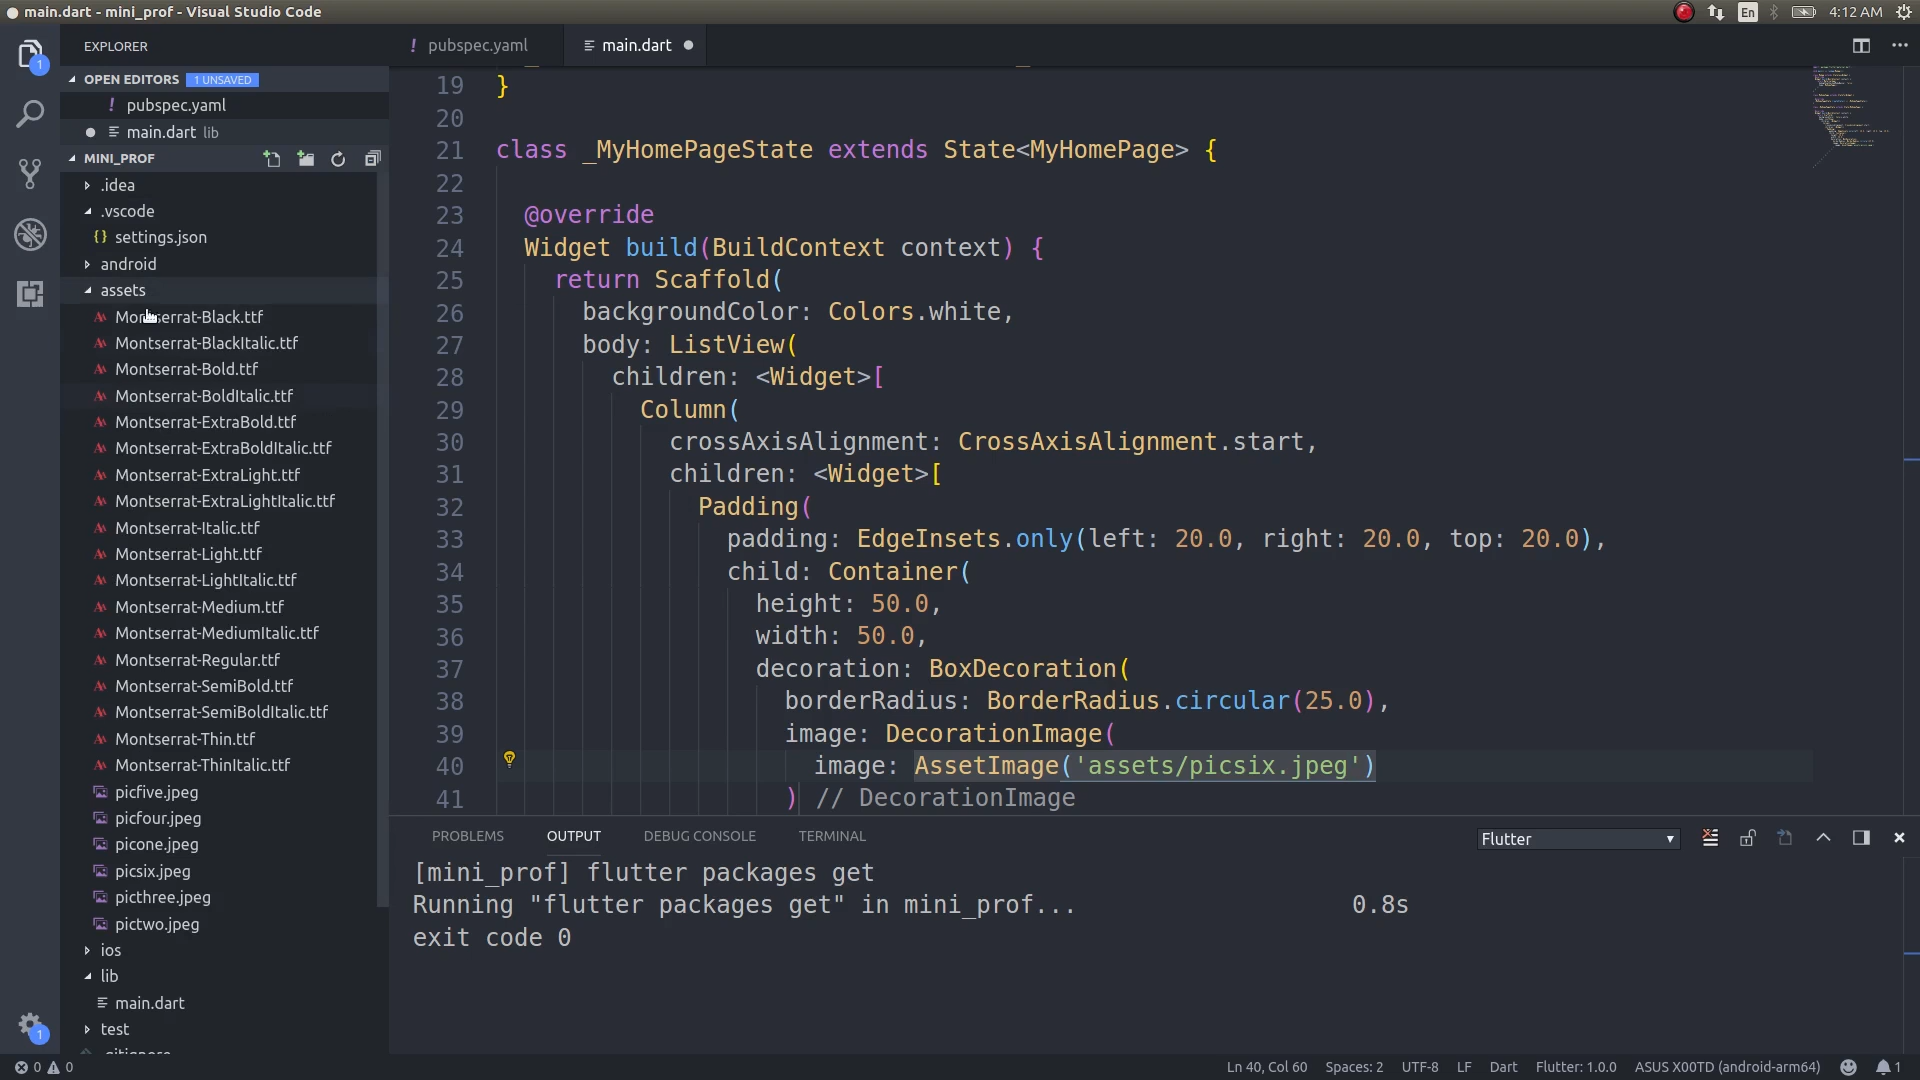 main.dart - mini_prof - Visual Studio Code
En
4:12 AM
EXPLORER
OPEN EDITORS 1 UNSAVED
! pubspec.yaml
main.dart lib
MINI_PROF
.idea
.vscode
{} settings.json
android
assets
Montserrat-Black.ttf
Montserrat-BlackItalic.ttf
Montserrat-Bold.ttf
Montserrat-BoldItalic.ttf
Montserrat-ExtraBold.ttf
Montserrat-ExtraBoldItalic.ttf
Montserrat-ExtraLight.ttf
Montserrat-ExtraLightItalic.ttf
Montserrat-Italic.ttf
Montserrat-Light.ttf
Montserrat-LightItalic.ttf
Montserrat-Medium.ttf
Montserrat-MediumItalic.ttf
Montserrat-Regular.ttf
Montserrat-SemiBold.ttf
Montserrat-SemiBoldItalic.ttf
Montserrat-Thin.ttf
Montserrat-ThinItalic.ttf
picfive.jpeg
picfour.jpeg
picone.jpeg
picsix.jpeg
picthree.jpeg
pictwo.jpeg
ios
lib
main.dart
test
1
1
! pubspec.yaml
main.dart
19 }
20
21 class _MyHomePageState extends State<MyHomePage> {
22
23 @override
24 Widget build(BuildContext context) {
25 return Scaffold(
26 backgroundColor: Colors.white,
27 body: ListView(
28 children: <Widget>[
29 Column(
30 crossAxisAlignment: CrossAxisAlignment.start,
31 children: <Widget>[
32 Padding(
33 padding: EdgeInsets.only(left: 20.0, right: 20.0, top: 20.0),
34 child: Container(
35 height: 50.0,
36 width: 50.0,
37 decoration: BoxDecoration(
38 borderRadius: BorderRadius.circular(25.0),
39 image: DecorationImage(
40 image: AssetImage('assets/picsix.jpeg')
41 ) // DecorationImage
PROBLEMS OUTPUT DEBUG CONSOLE TERMINAL
Flutter
[mini_prof] flutter packages get
Running "flutter packages get" in mini_prof... 0.8s
exit code 0
0 0
Ln 40, Col 60 Spaces: 2 UTF-8 LF Dart Flutter: 1.0.0 ASUS X00TD (android-arm64) 1